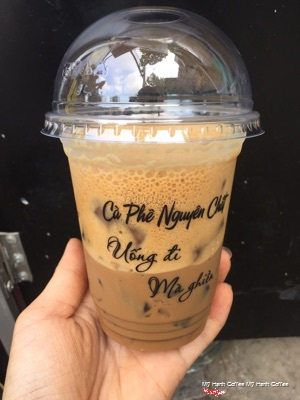 Cà Phê Nguyên Chất
Uống đi
Mà ghiền
Mỹ Hạnh Coffee Mỹ Hạnh Coffee